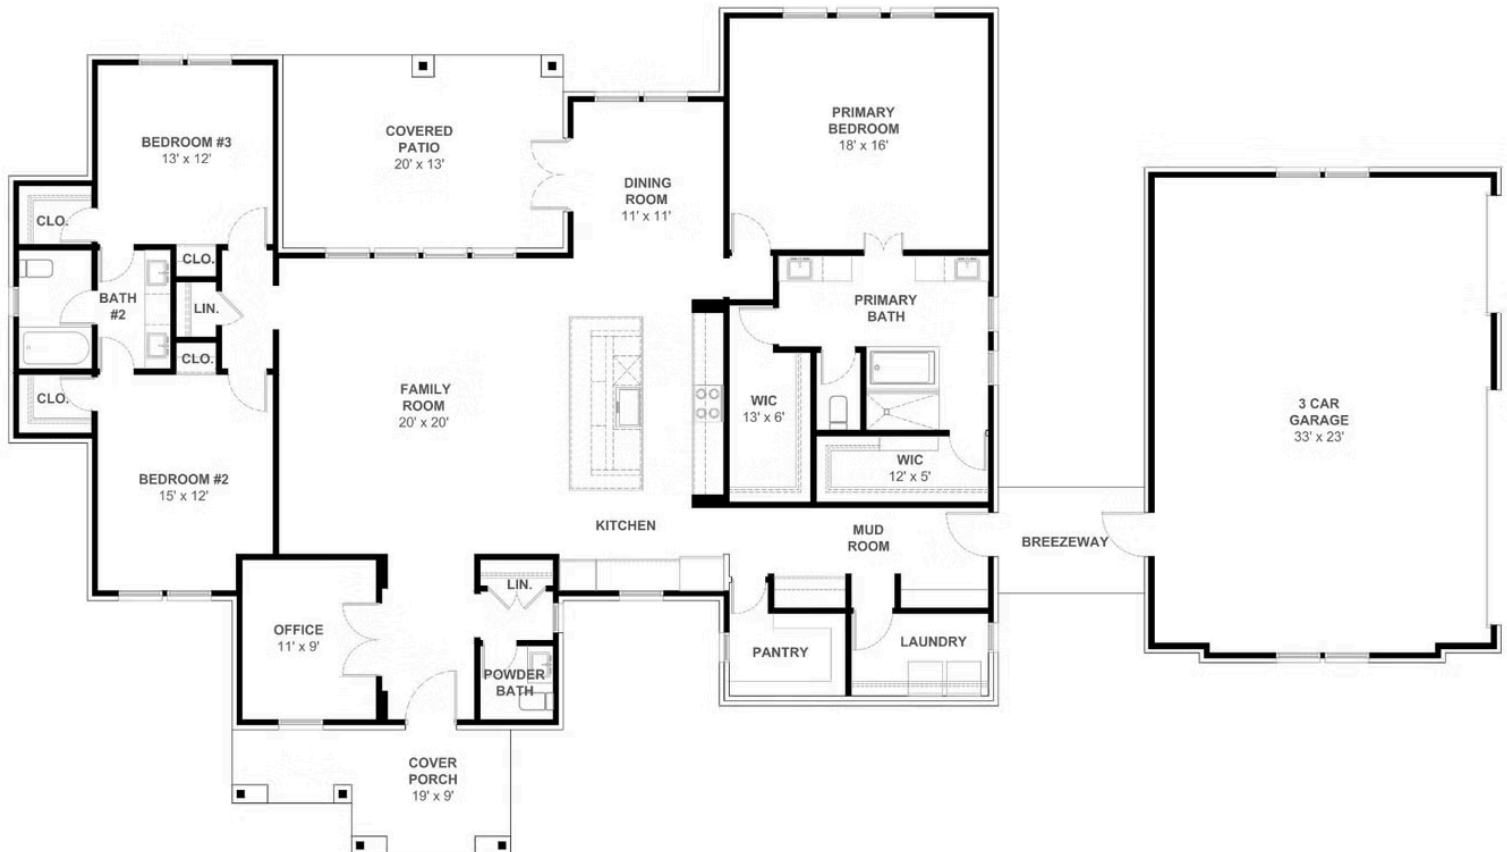 BEDROOM #3
13' x 12'
COVERED
PATIO
20' x 13'
DINING
ROOM
11' x 11'
PRIMARY
BEDROOM
18' x 16'
CLO.
CLO.
BATH
#2
LIN.
CLO.
CLO.
BEDROOM #2
15' x 12'
FAMILY
ROOM
20' x 20'
PRIMARY
BATH
WIC
13' x 6'
WIC
12' x 5'
3 CAR
GARAGE
33' x 23'
KITCHEN
MUD
ROOM
BREEZEWAY
OFFICE
11' x 9'
LIN.
POWDER
BATH
PANTRY
LAUNDRY
COVER
PORCH
19' x 9'